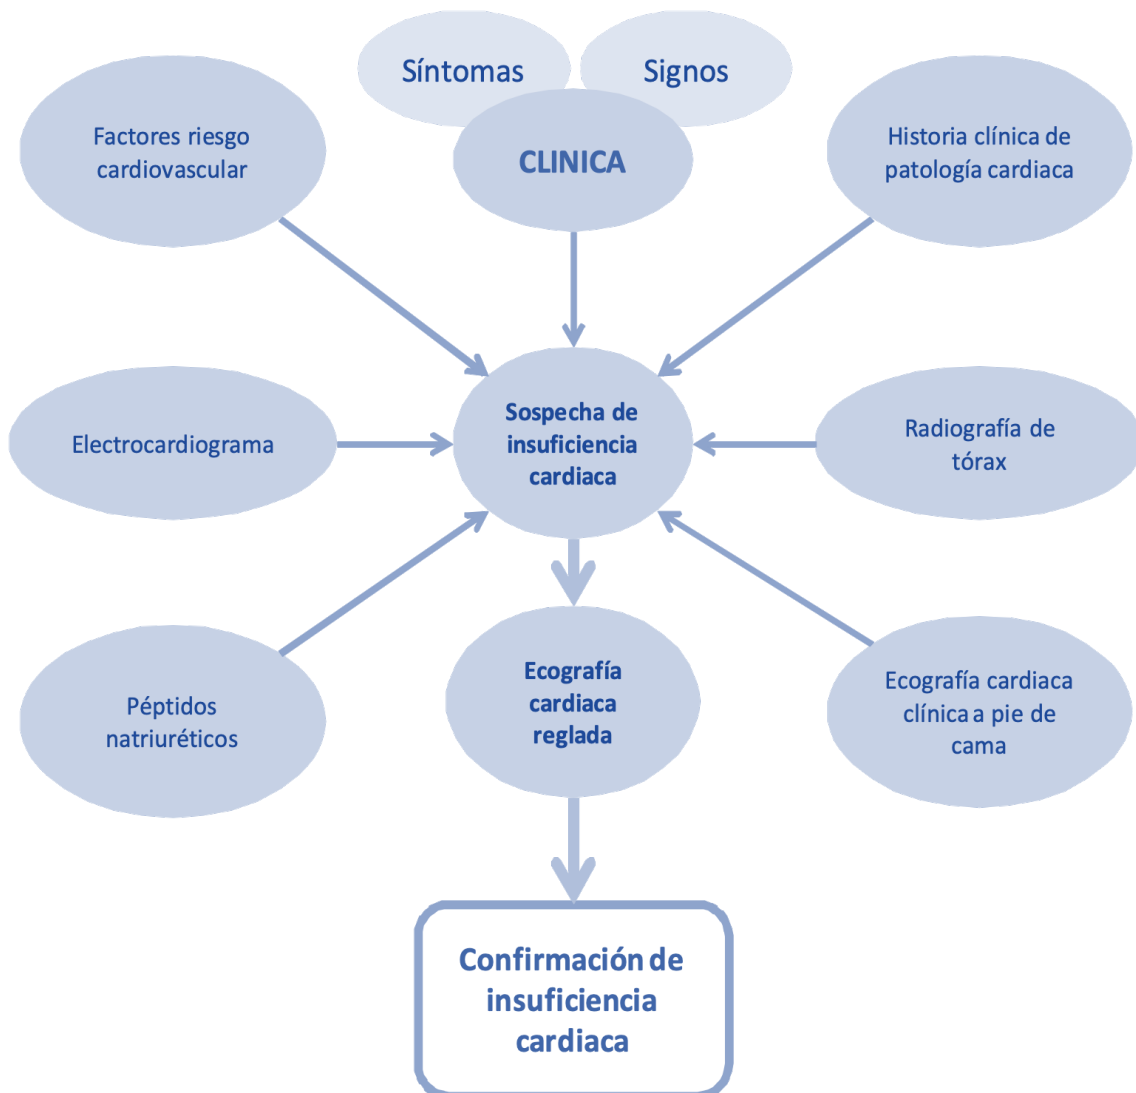 Síntomas
Signos
CLINICA
Factores riesgo
cardiovascular
Historia clínica de
patología cardiaca
Electrocardiograma
Sospecha de
insuficiencia
cardiaca
Radiografía de
tórax
Péptidos
natriuréticos
Ecografía
cardiaca
reglada
Ecografía cardiaca
clínica a pie de
cama
Confirmación de
insuficiencia
cardiaca